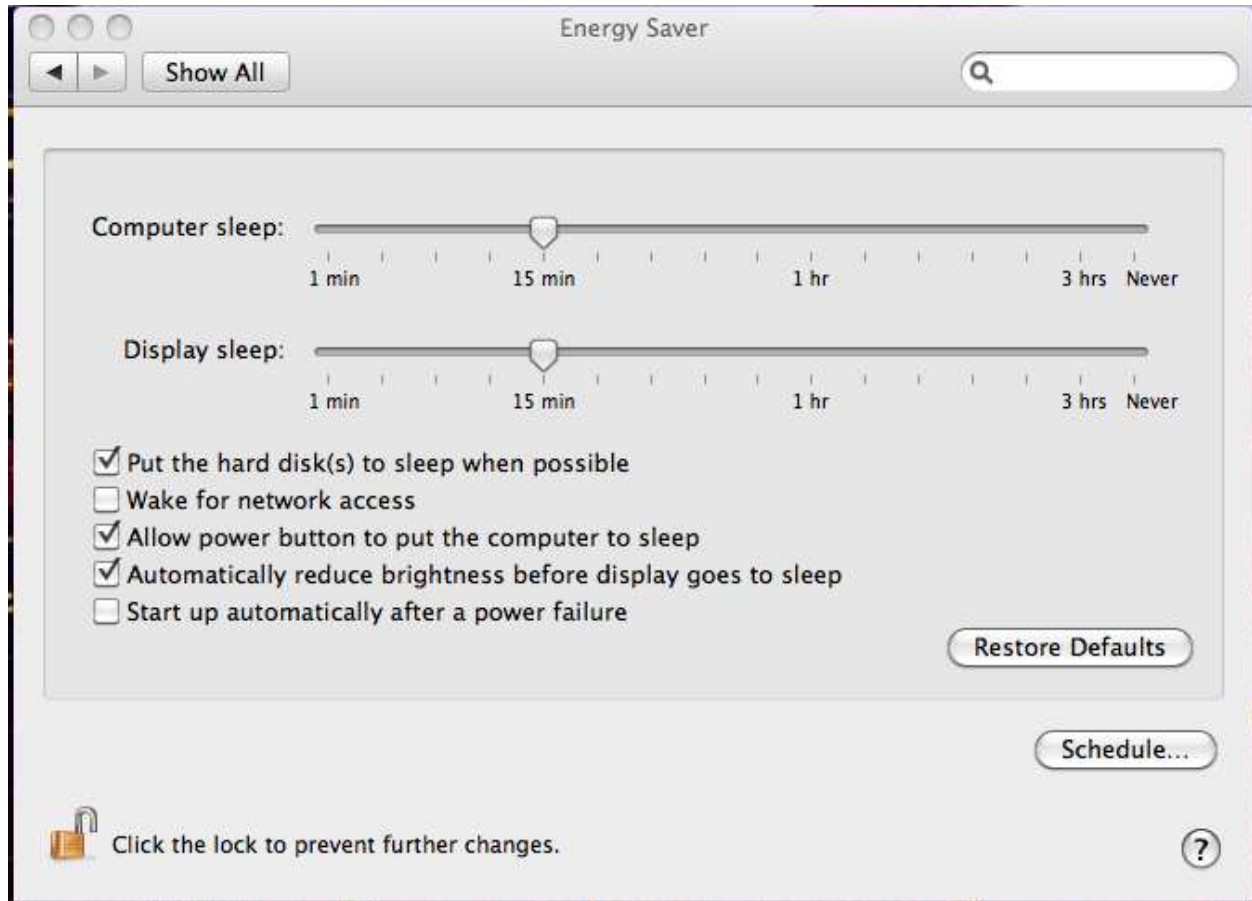 Energy Saver
Show All
Computer sleep:
1 min 15 min 1 hr 3 hrs Never
Display sleep:
1 min 15 min 1 hr 3 hrs Never
Put the hard disk(s) to sleep when possible
Wake for network access
Allow power button to put the computer to sleep
Automatically reduce brightness before display goes to sleep
Start up automatically after a power failure
Restore Defaults
Schedule...
Click the lock to prevent further changes.
?